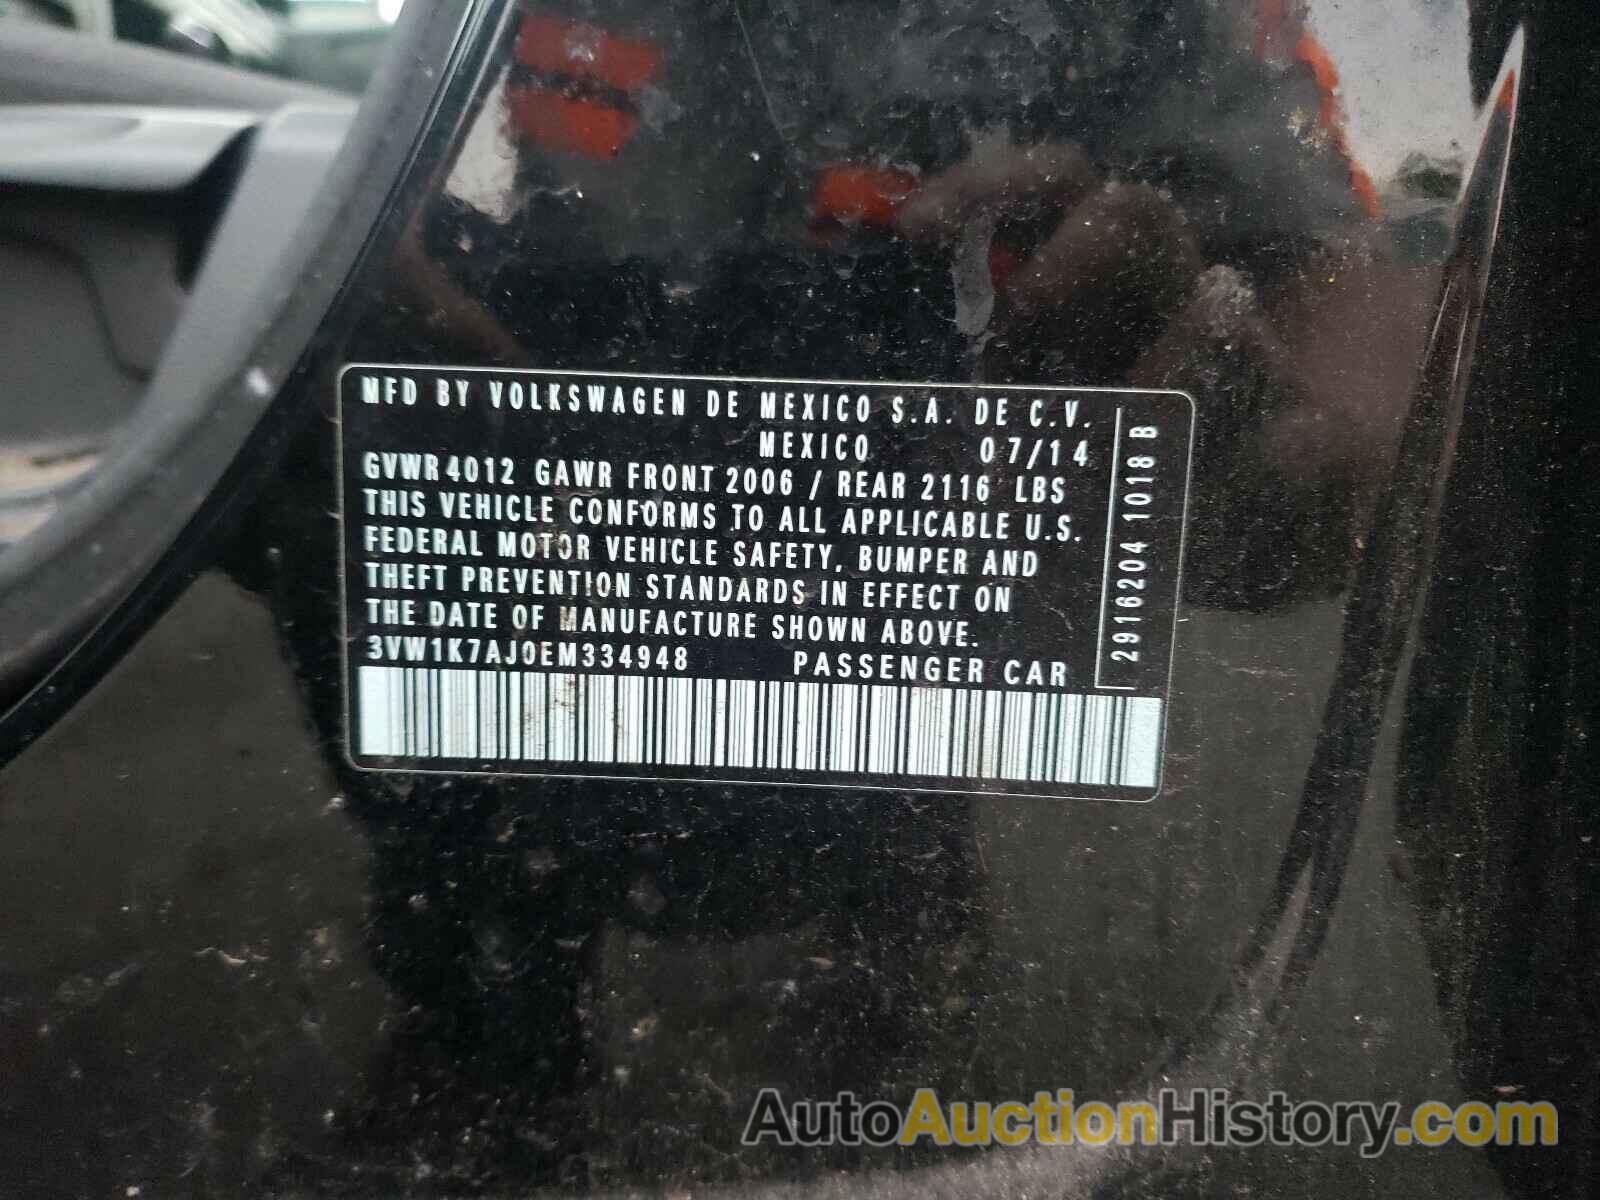 MFD BY VOLKSWAGEN DE MEXICO S.A. DE C.V.
MEXICO 07/14
GVWR 4012 GAWR FRONT 2006 / REAR 2116 LBS
THIS VEHICLE CONFORMS TO ALL APPLICABLE U.S.
FEDERAL MOTOR VEHICLE SAFETY, BUMPER AND
THEFT PREVENTION STANDARDS IN EFFECT ON
THE DATE OF MANUFACTURE SHOWN ABOVE.
3VW1K7AJ0EM334948 PASSENGER CAR
2916204 1018 B
AutoAuctionHistory.com